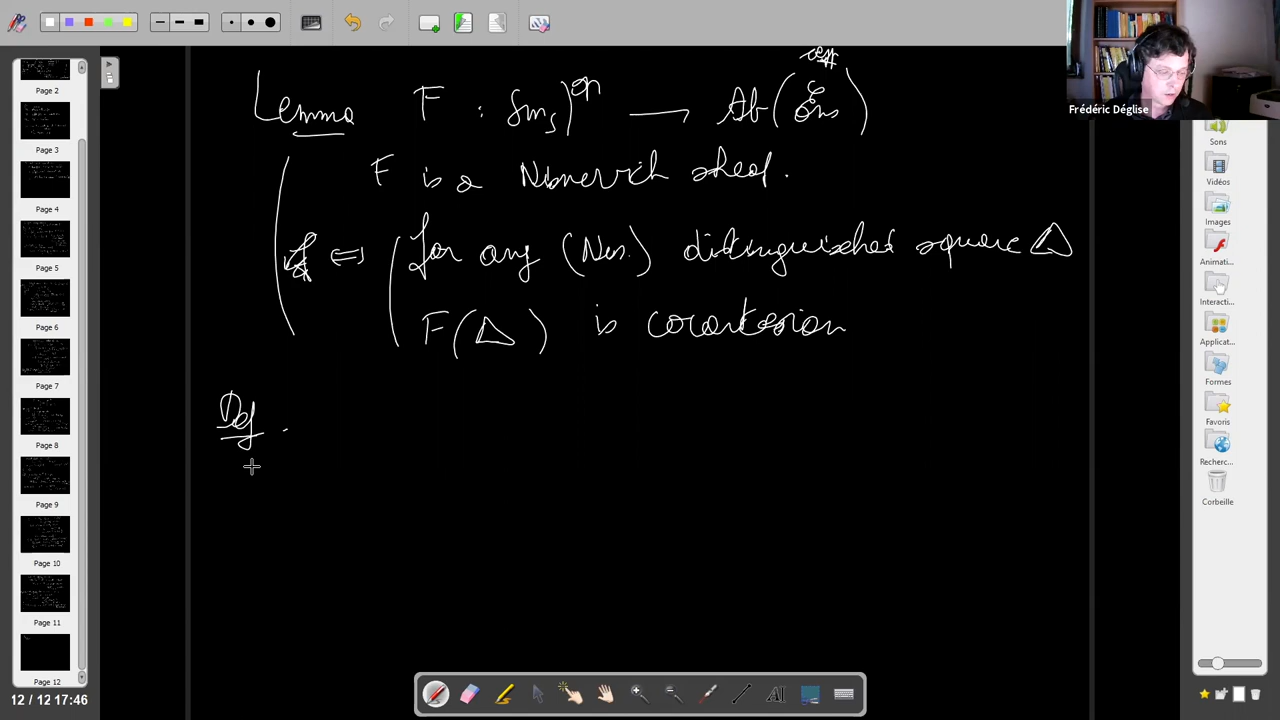 Frédéric Déglise
Page 2
Page 3
Page 4
Page 5
Page 6
Page 7
Page 8
Page 9
Page 10
Page 11
Page 12
12 / 12 17:46
Lemma F : Sm_S)^op → Ab (Ens)
F is a Nisnevich sheaf.
⇔ for any (Nis.) distinguished square Δ
F(Δ) is cocartesian
Def .
Sons
Vidéos
Images
Animati...
Interacti...
Applicat...
Formes
Favoris
Recherc...
Corbeille